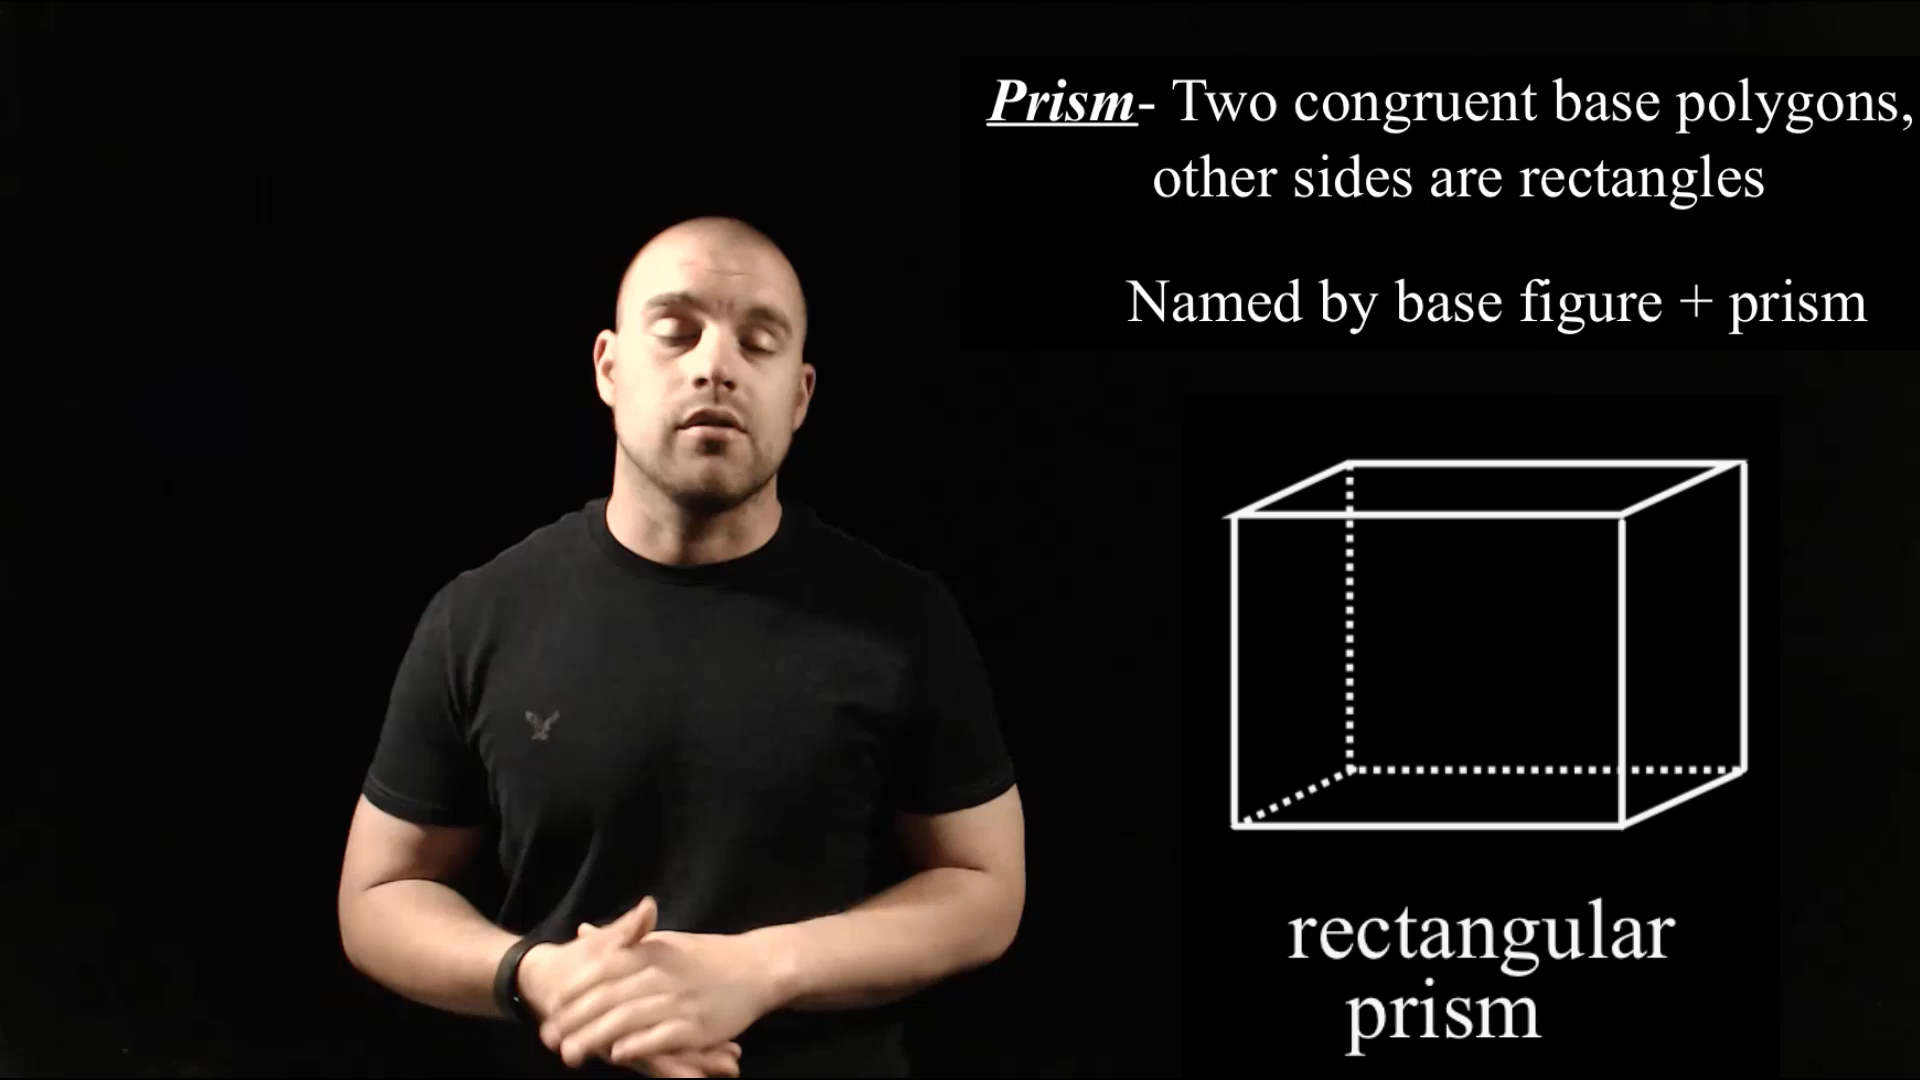 Prism- Two congruent base polygons,
other sides are rectangles
Named by base figure + prism
rectangular
prism